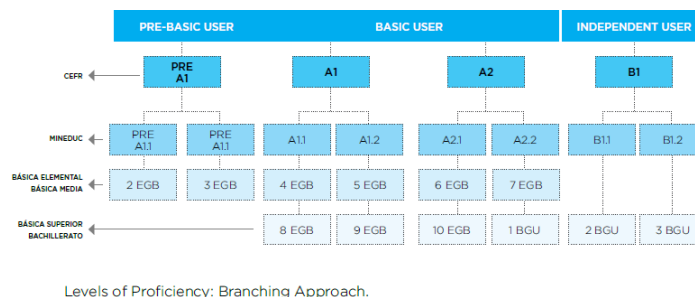 PRE-BASIC USER BASIC USER INDEPENDENT USER
CEFR PRE A1 A1 A2 B1
MINEDUC PRE A1.1 PRE A1.1 A1.1 A1.2 A2.1 A2.2 B1.1 B1.2
BÁSICA ELEMENTAL
BÁSICA MEDIA 2 EGB 3 EGB 4 EGB 5 EGB 6 EGB 7 EGB
BÁSICA SUPERIOR
BACHILLERATO 8 EGB 9 EGB 10 EGB 1 BGU 2 BGU 3 BGU
Levels of Proficiency: Branching Approach.